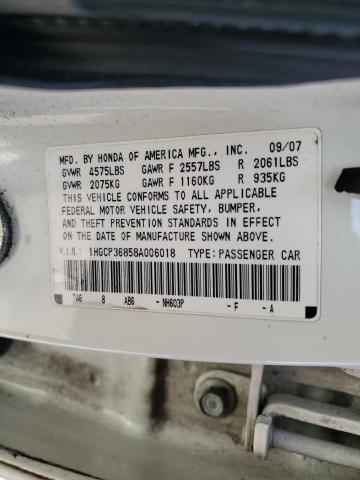 MFD. BY HONDA OF AMERICA MFG., INC. 09/07
GVWR 4575LBS GAWR F 2557LBS R 2061LBS
GVWR 2075KG GAWR F 1160KG R 935KG
THIS VEHICLE CONFORMS TO ALL APPLICABLE
FEDERAL MOTOR VEHICLE SAFETY, BUMPER,
AND THEFT PREVENTION STANDARDS IN EFFECT
ON THE DATE OF MANUFACTURE SHOWN ABOVE.
V.I.N.: 1HGCP36858A006018 TYPE: PASSENGER CAR
TA6 8 AB6 -NH603P -F -A